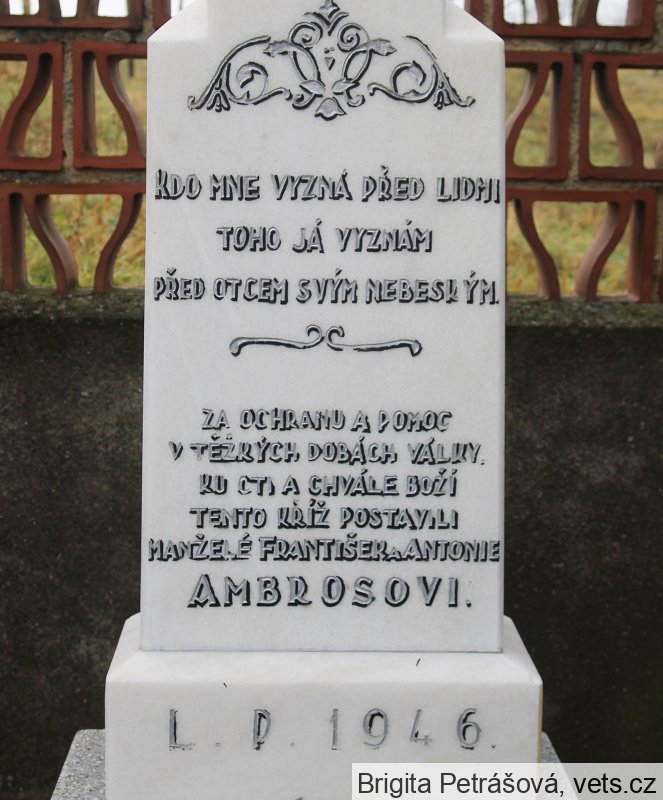 KDO MNE VYZNÁ PŘED LIDMI
TOHO JÁ VYZNÁM
PŘED OTCEM SVÝM NEBESKÝM.
ZA OCHRANU A POMOC
V TĚŽKÝCH DOBÁCH VÁLKY,
KU CTI A CHVÁLE BOŽÍ
TENTO KŘÍŽ POSTAVILI
MANŽELÉ FRANTIŠEK A ANTONIE
AMBROSOVI.
L. P. 1946.
Brigita Petrášová, vets.cz